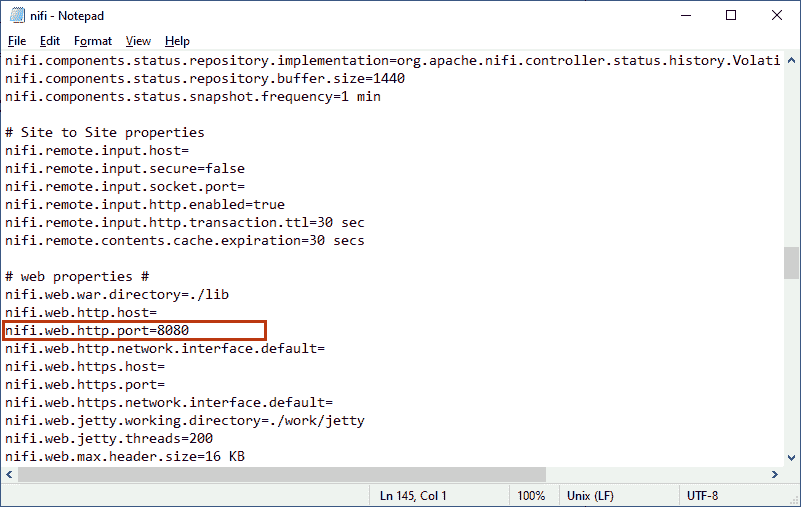 nifi - Notepad
File Edit Format View Help
nifi.components.status.repository.implementation=org.apache.nifi.controller.status.history.Volati
nifi.components.status.repository.buffer.size=1440
nifi.components.status.snapshot.frequency=1 min
# Site to Site properties
nifi.remote.input.host=
nifi.remote.input.secure=false
nifi.remote.input.socket.port=
nifi.remote.input.http.enabled=true
nifi.remote.input.http.transaction.ttl=30 sec
nifi.remote.contents.cache.expiration=30 secs
# web properties #
nifi.web.war.directory=./lib
nifi.web.http.host=
nifi.web.http.port=8080
nifi.web.http.network.interface.default=
nifi.web.https.host=
nifi.web.https.port=
nifi.web.https.network.interface.default=
nifi.web.jetty.working.directory=./work/jetty
nifi.web.jetty.threads=200
nifi.web.max.header.size=16 KB
Ln 145, Col 1 100% Unix (LF) UTF-8